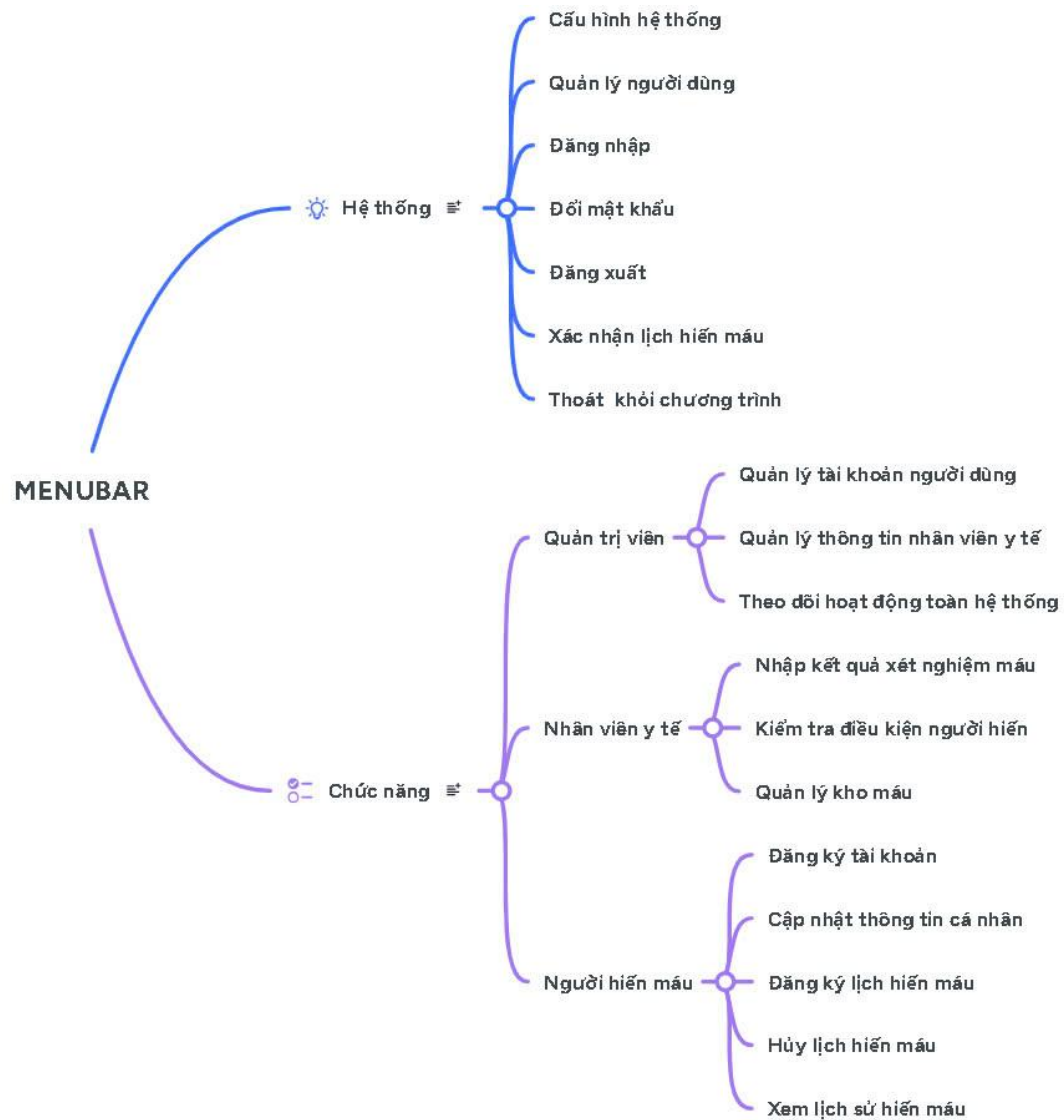 MENUBAR
Hệ thống
Cấu hình hệ thống
Quản lý người dùng
Đăng nhập
Đổi mật khẩu
Đăng xuất
Xác nhận lịch hiến máu
Thoát  khỏi chương trình
Chức năng
Quản trị viên
Quản lý tài khoản người dùng
Quản lý thông tin nhân viên y tế
Theo dõi hoạt động toàn hệ thống
Nhân viên y tế
Nhập kết quả xét nghiệm máu
Kiểm tra điều kiện người hiến
Quản lý kho máu
Người hiến máu
Đăng ký tài khoản
Cập nhật thông tin cá nhân
Đăng ký lịch hiến máu
Hủy lịch hiến máu
Xem lịch sử hiến máu